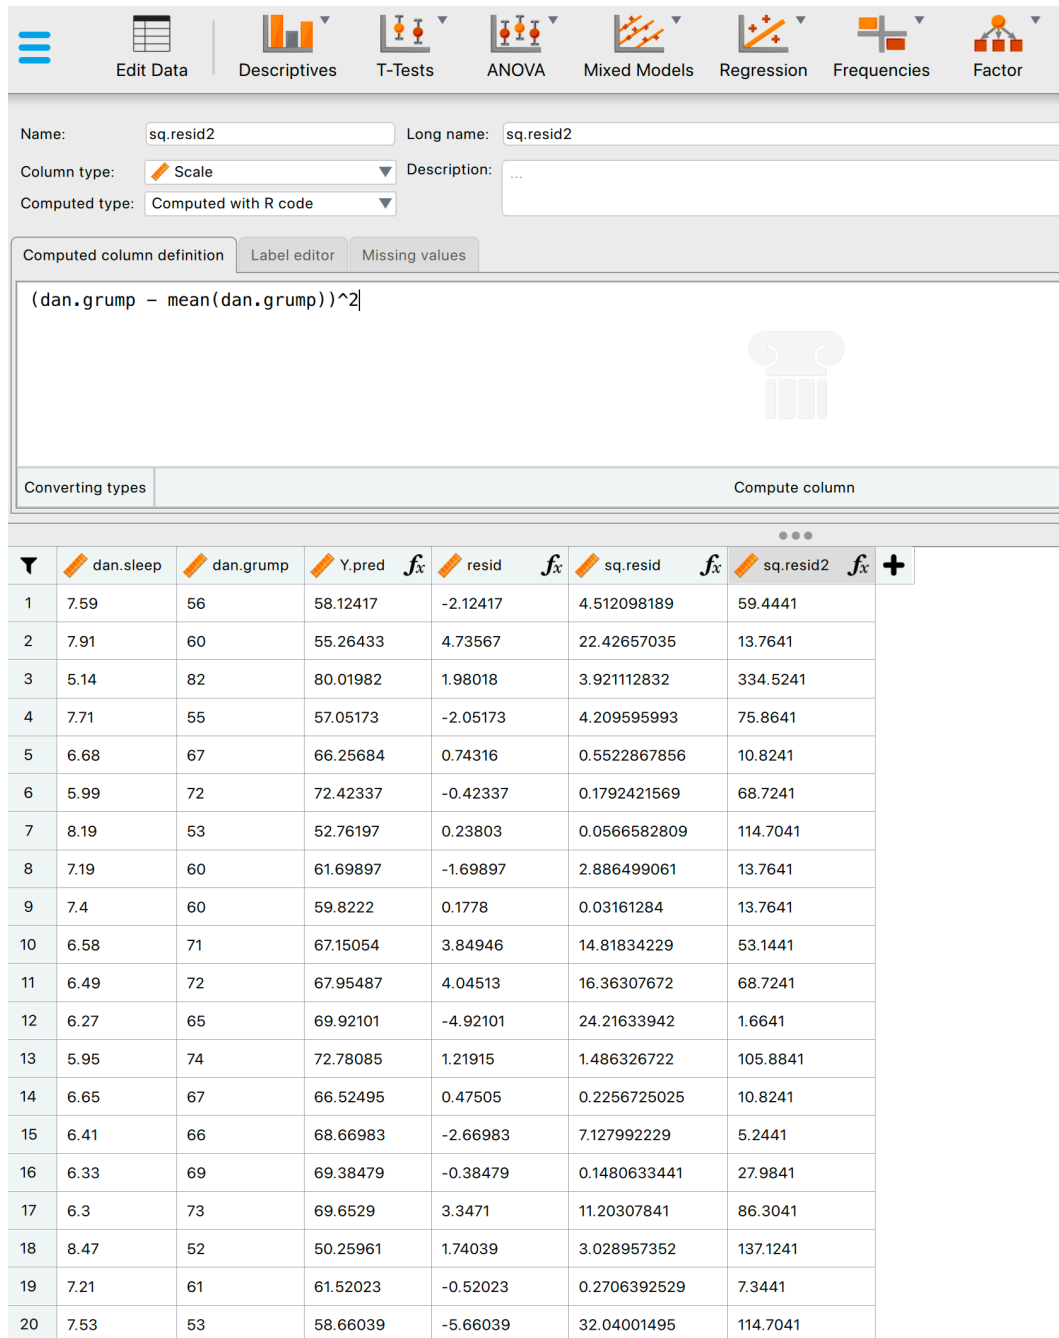 Edit Data Descriptives T-Tests ANOVA Mixed Models Regression Frequencies Factor
Name: sq.resid2 Long name: sq.resid2
Column type: Scale Description: ...
Computed type: Computed with R code
Computed column definition Label editor Missing values
(dan.grump - mean(dan.grump))^2
Converting types Compute column
dan.sleep dan.grump Y.pred fx resid fx sq.resid fx sq.resid2 fx
1 7.59 56 58.12417 -2.12417 4.512098189 59.4441
2 7.91 60 55.26433 4.73567 22.42657035 13.7641
3 5.14 82 80.01982 1.98018 3.921112832 334.5241
4 7.71 55 57.05173 -2.05173 4.209595993 75.8641
5 6.68 67 66.25684 0.74316 0.5522867856 10.8241
6 5.99 72 72.42337 -0.42337 0.1792421569 68.7241
7 8.19 53 52.76197 0.23803 0.0566582809 114.7041
8 7.19 60 61.69897 -1.69897 2.886499061 13.7641
9 7.4 60 59.8222 0.1778 0.03161284 13.7641
10 6.58 71 67.15054 3.84946 14.81834229 53.1441
11 6.49 72 67.95487 4.04513 16.36307672 68.7241
12 6.27 65 69.92101 -4.92101 24.21633942 1.6641
13 5.95 74 72.78085 1.21915 1.486326722 105.8841
14 6.65 67 66.52495 0.47505 0.2256725025 10.8241
15 6.41 66 68.66983 -2.66983 7.127992229 5.2441
16 6.33 69 69.38479 -0.38479 0.1480633441 27.9841
17 6.3 73 69.6529 3.3471 11.20307841 86.3041
18 8.47 52 50.25961 1.74039 3.028957352 137.1241
19 7.21 61 61.52023 -0.52023 0.2706392529 7.3441
20 7.53 53 58.66039 -5.66039 32.04001495 114.7041